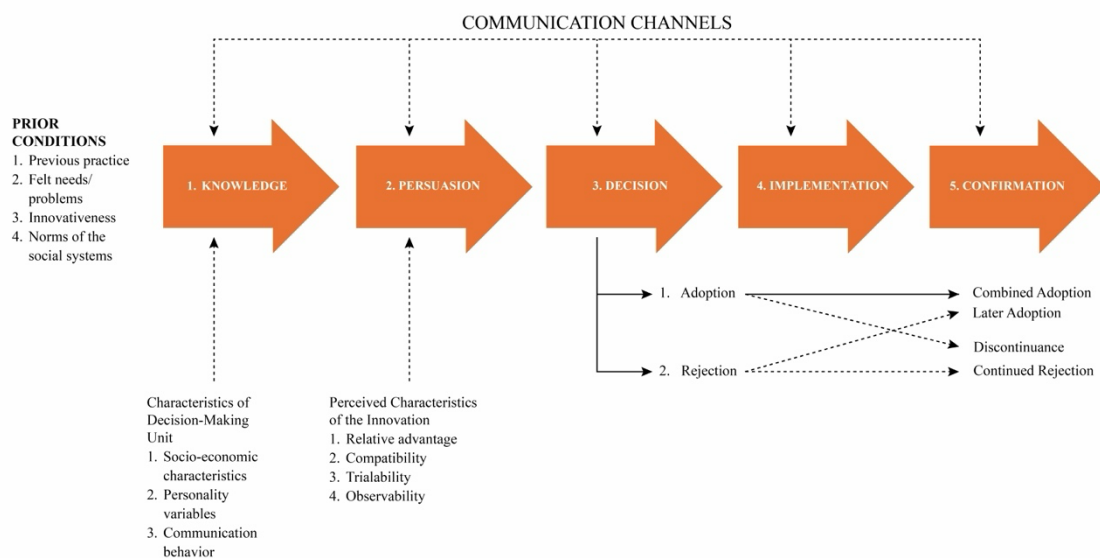 COMMUNICATION CHANNELS
PRIOR
CONDITIONS
1. Previous practice
2. Felt needs/
problems
3. Innovativeness
4. Norms of the
social systems
1. KNOWLEDGE
2. PERSUASION
3. DECISION
4. IMPLEMENTATION
5. CONFIRMATION
1. Adoption
2. Rejection
Combined Adoption
Later Adoption
Discontinuance
Continued Rejection
Characteristics of
Decision-Making
Unit
1. Socio-economic
characteristics
2. Personality
variables
3. Communication
behavior
Perceived Characteristics
of the Innovation
1. Relative advantage
2. Compatibility
3. Trialability
4. Observability